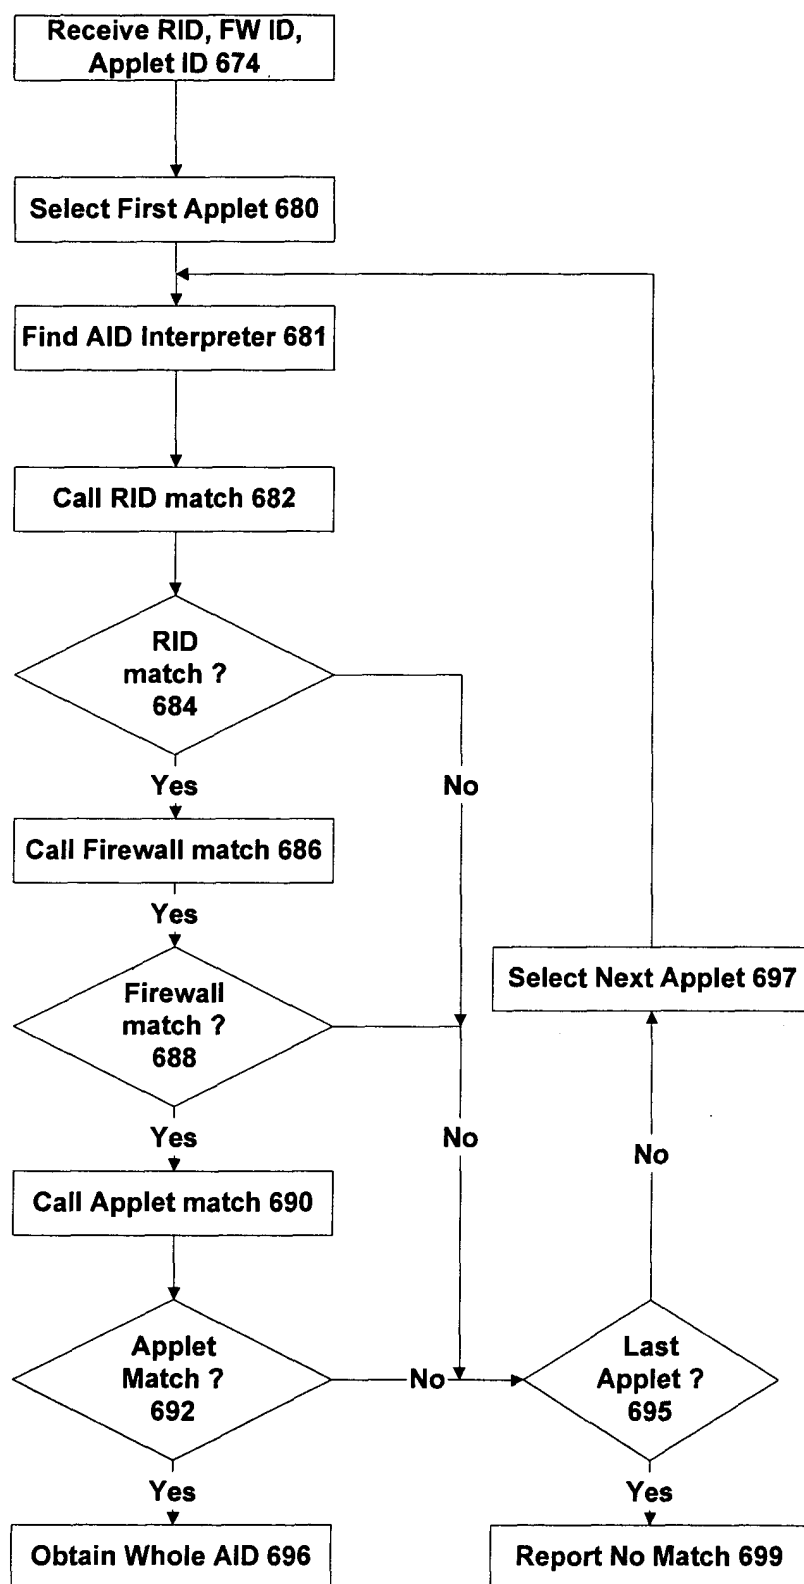 Receive RID, FW ID,
Applet ID 674
Select First Applet 680
Find AID Interpreter 681
Call RID match 682
RID
match ?
684
Yes
No
Call Firewall match 686
Yes
Firewall
match ?
688
Select Next Applet 697
Yes
No
No
Call Applet match 690
Applet
Match ?
692
No
Last
Applet ?
695
Yes
Yes
Obtain Whole AID 696
Report No Match 699